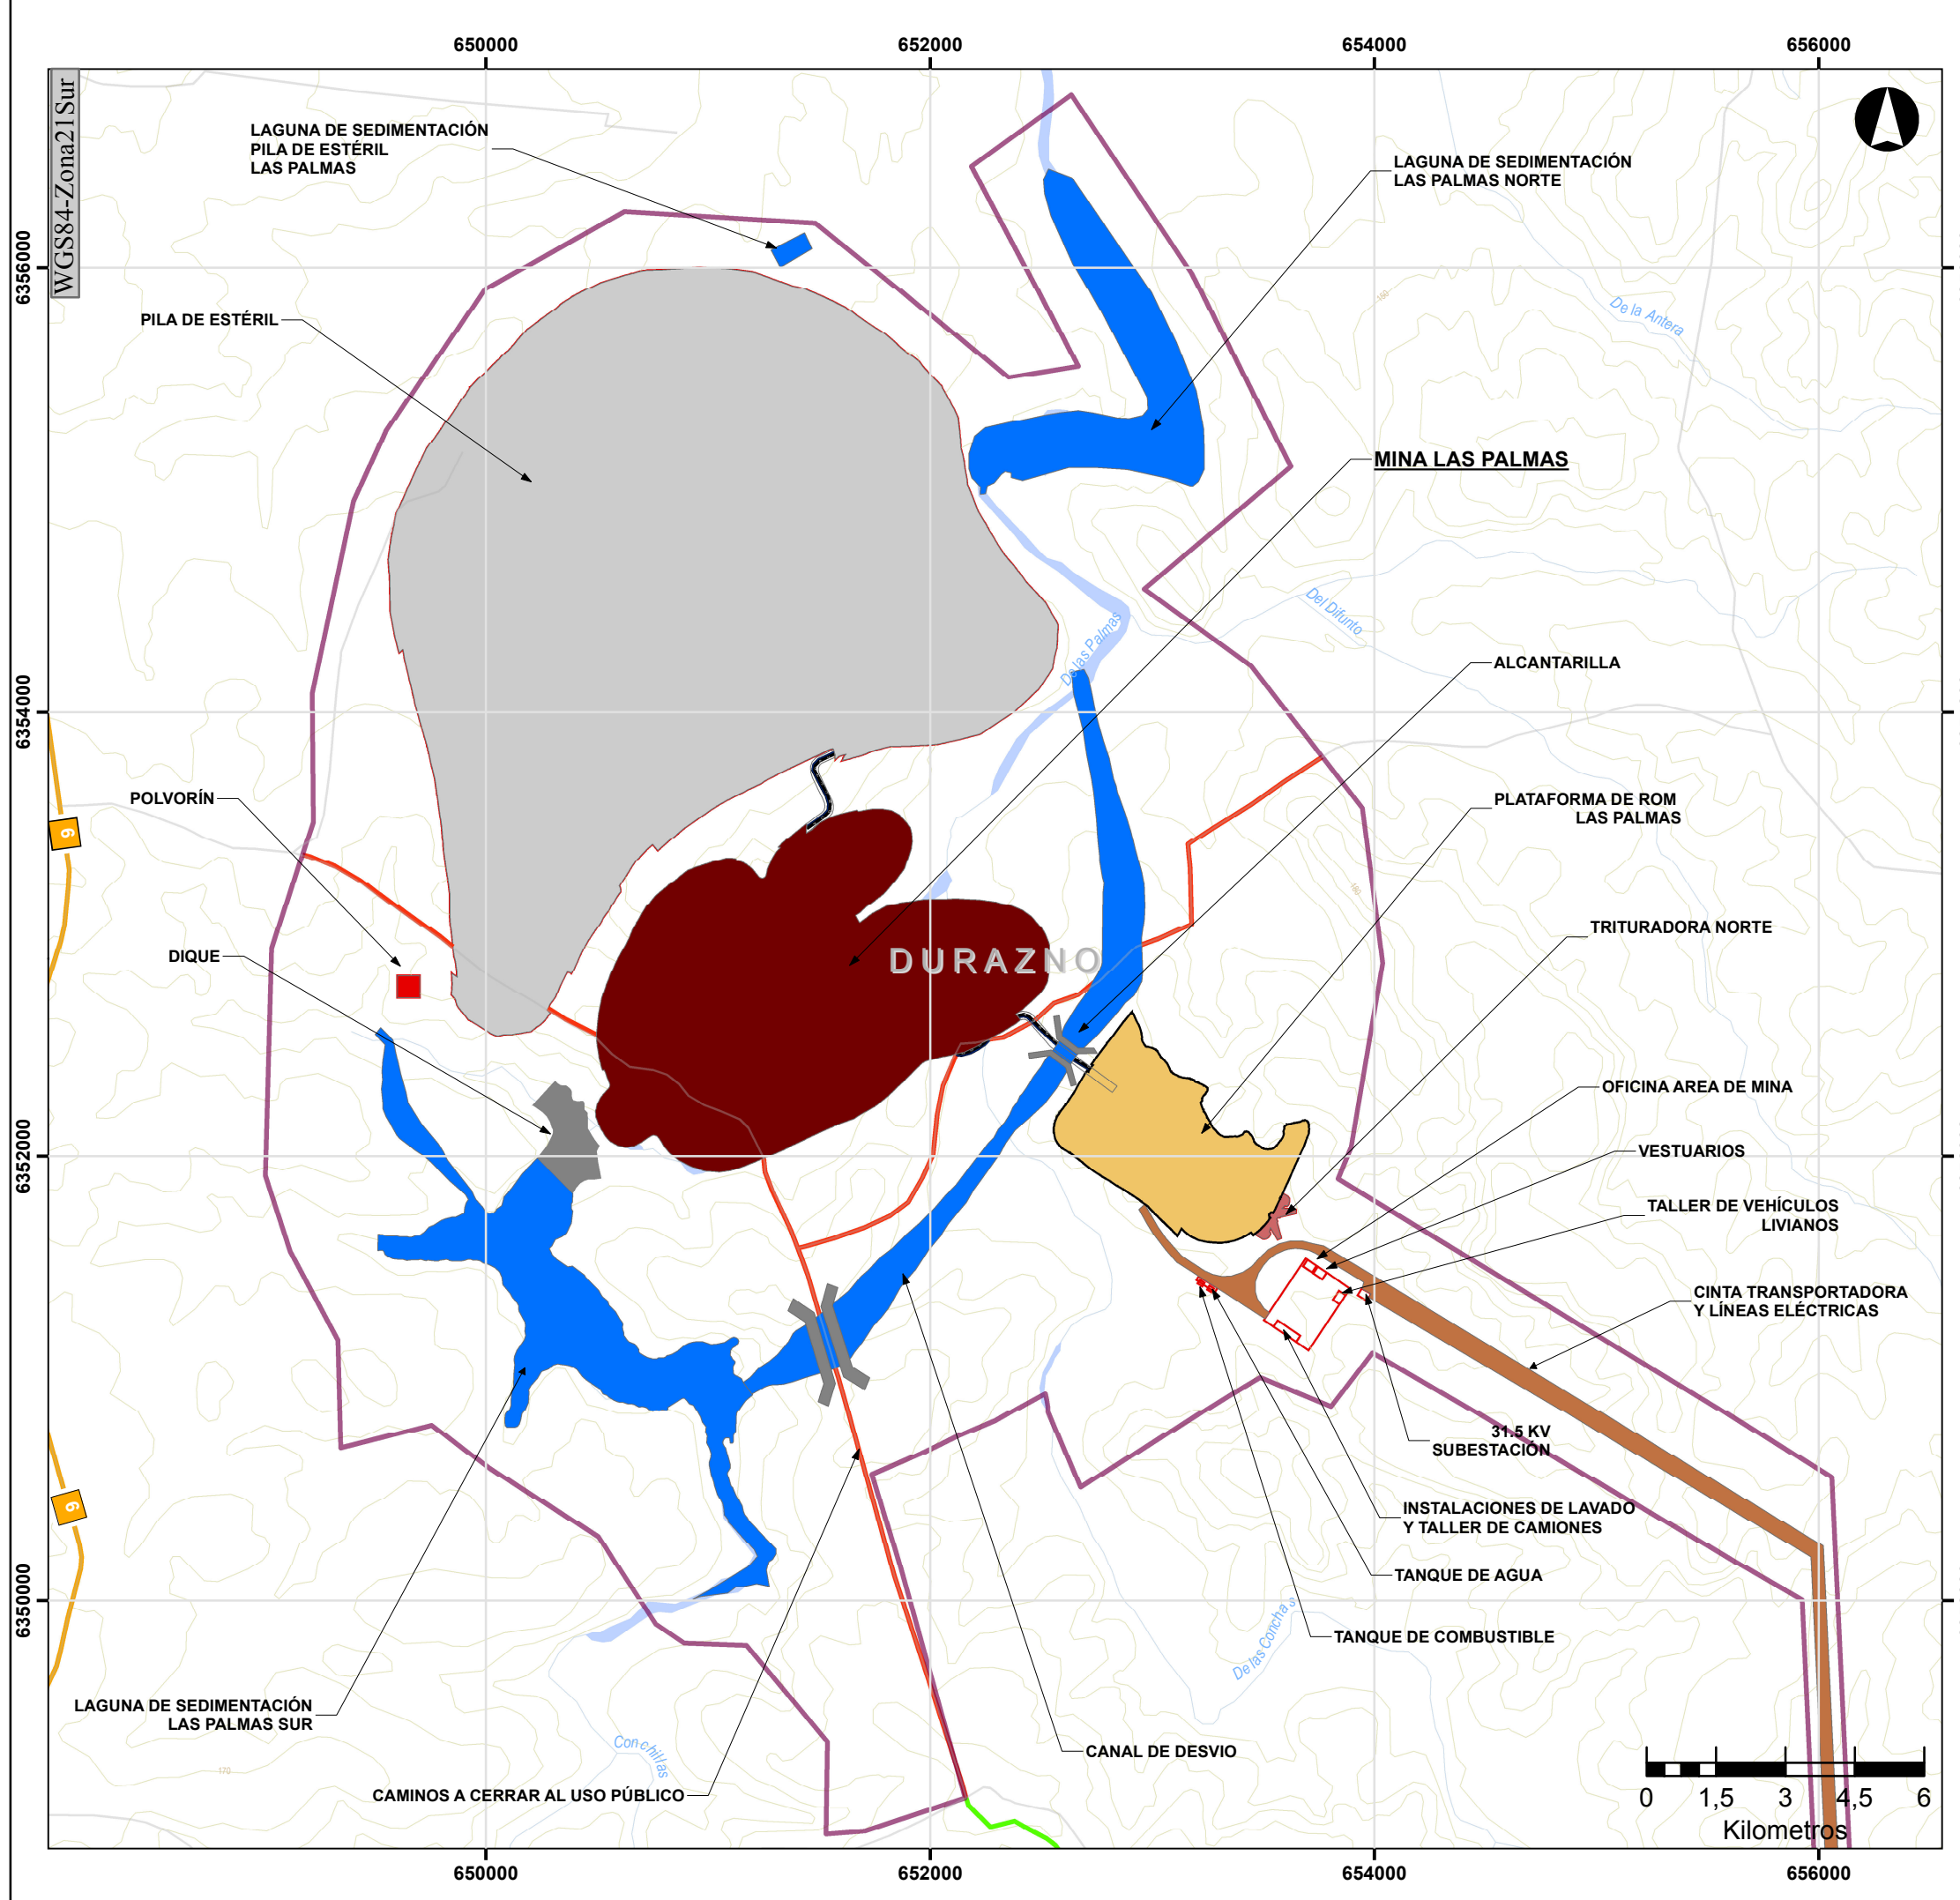 650000
652000
654000
656000
WGS84-Zona21Sur
LAGUNA DE SEDIMENTACIÓN
PILA DE ESTÉRIL
LAS PALMAS
LAGUNA DE SEDIMENTACIÓN
LAS PALMAS NORTE
6356000
160
De la Antera
PILA DE ESTÉRIL
MINA LAS PALMAS
Del Difunto
De las Palmas
ALCANTARILLA
6354000
POLVORÍN
PLATAFORMA DE ROM
LAS PALMAS
6
160
TRITURADORA NORTE
DIQUE
DURAZNO
OFICINA AREA DE MINA
6352000
VESTUARIOS
TALLER DE VEHÍCULOS
LIVIANOS
CINTA TRANSPORTADORA
Y LÍNEAS ELÉCTRICAS
31.5 KV
SUBESTACIÓN
6
INSTALACIONES DE LAVADO
Y TALLER DE CAMIONES
TANQUE DE AGUA
6350000
De las Conchas
TANQUE DE COMBUSTIBLE
LAGUNA DE SEDIMENTACIÓN
LAS PALMAS SUR
Conchillas
CANAL DE DESVIO
170
CAMINOS A CERRAR AL USO PÚBLICO
0 1,5 3 4,5 6
Kilometros
650000
652000
654000
656000